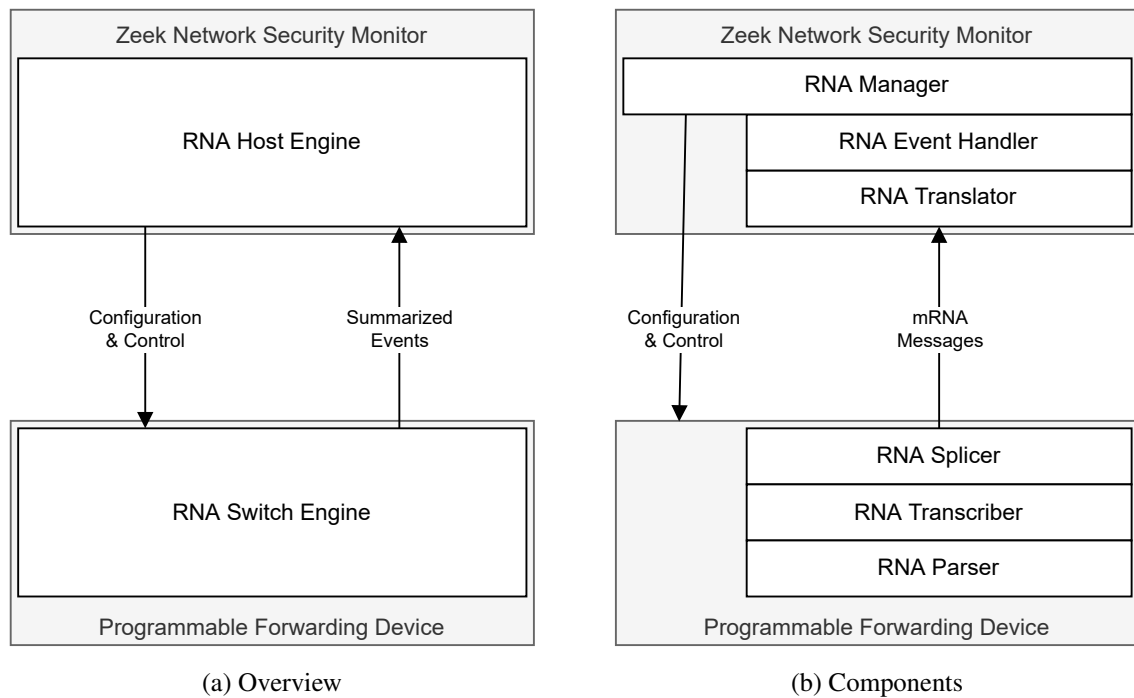 Zeek Network Security Monitor
RNA Host Engine
Configuration
& Control
Summarized
Events
RNA Switch Engine
Programmable Forwarding Device
(a) Overview
Zeek Network Security Monitor
RNA Manager
RNA Event Handler
RNA Translator
Configuration
& Control
mRNA
Messages
RNA Splicer
RNA Transcriber
RNA Parser
Programmable Forwarding Device
(b) Components